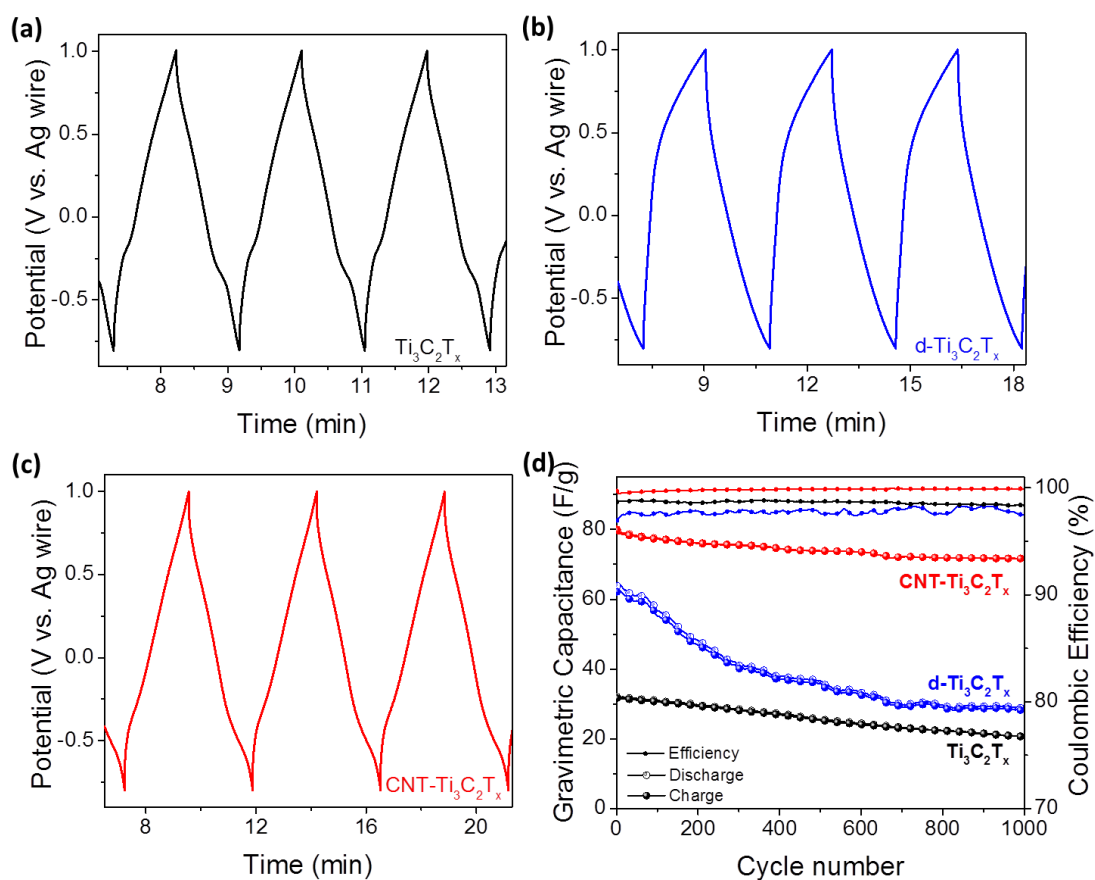 (a)
Potential (V vs. Ag wire)
1.0
0.5
0.0
-0.5
8 9 10 11 12 13
Time (min)
Ti₃C₂Tₓ
(b)
Potential (V vs. Ag wire)
1.0
0.5
0.0
-0.5
9 12 15 18
Time (min)
d-Ti₃C₂Tₓ
(c)
Potential (V vs. Ag wire)
1.0
0.5
0.0
-0.5
8 12 16 20
Time (min)
CNT-Ti₃C₂Tₓ
(d)
Gravimetric Capacitance (F/g)
80
60
40
20
0
0 200 400 600 800 1000
Cycle number
Coulombic Efficiency (%)
100
90
80
70
CNT-Ti₃C₂Tₓ
d-Ti₃C₂Tₓ
Ti₃C₂Tₓ
Efficiency
Discharge
Charge